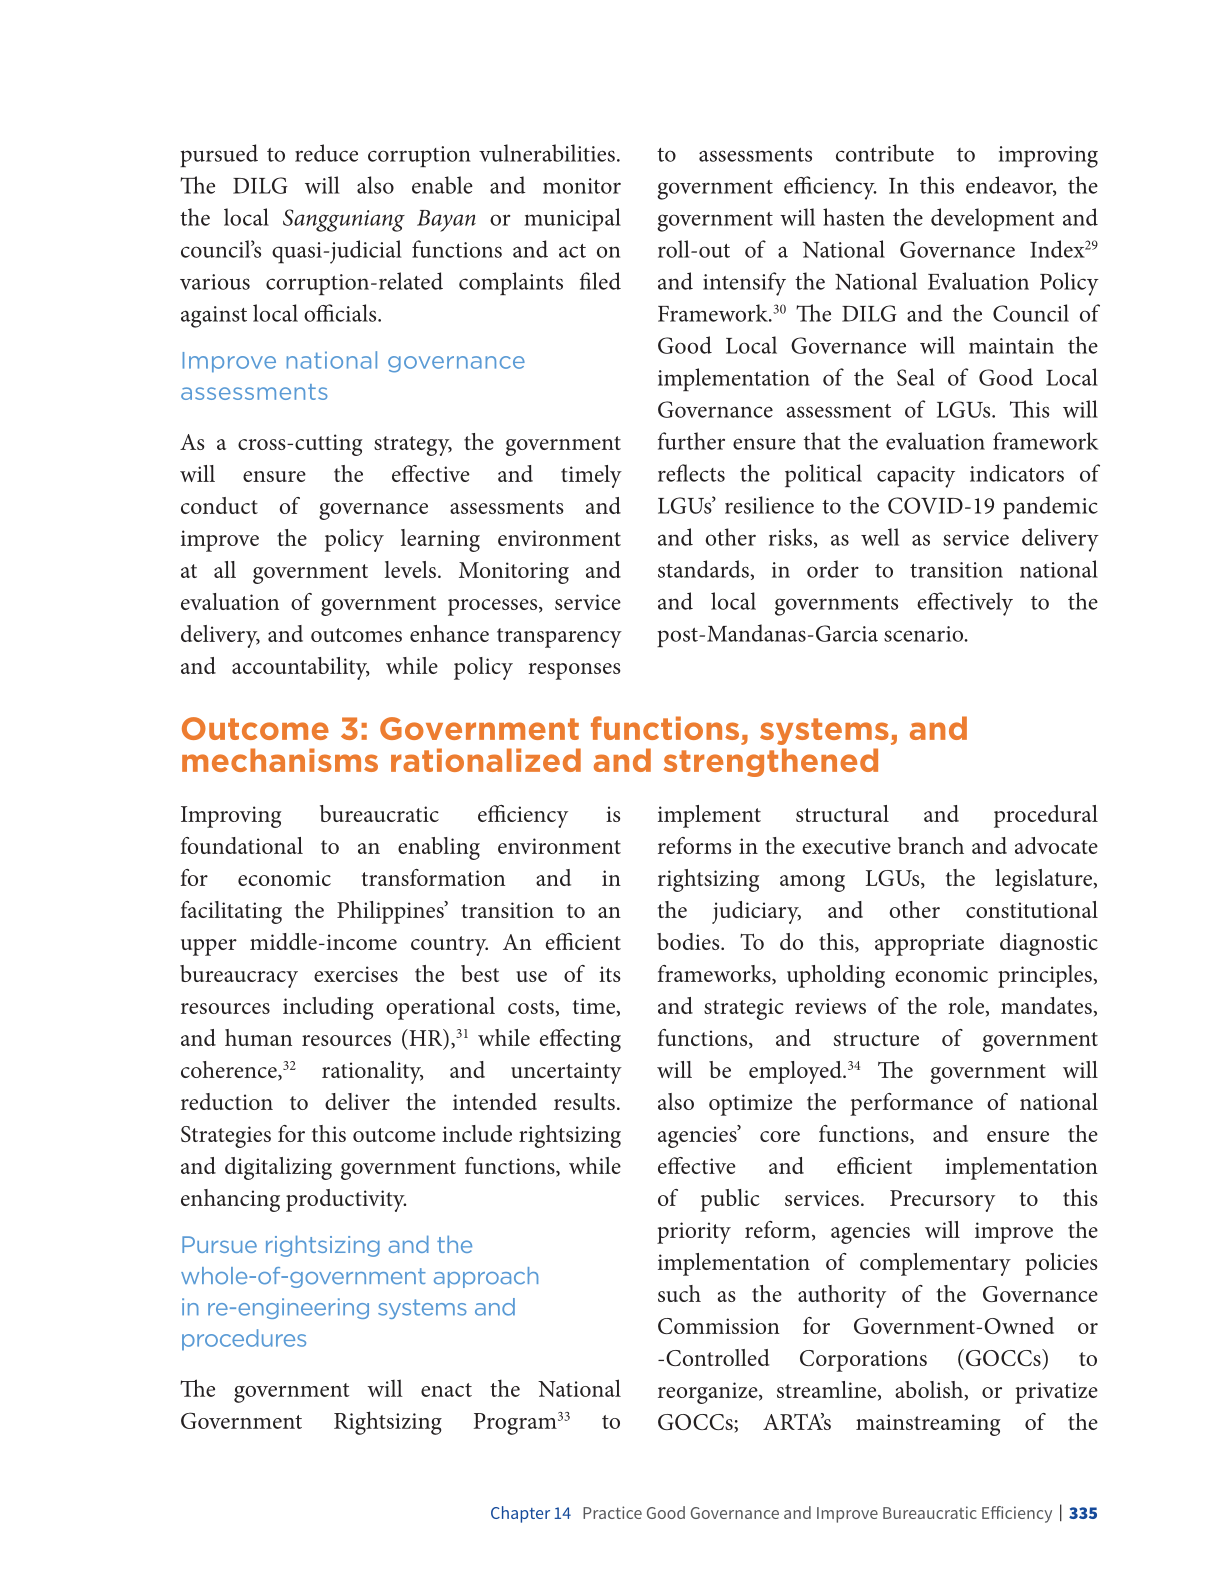 pursued to reduce corruption vulnerabilities.
The DILG will also enable and monitor
the local Sangguniang Bayan or municipal
council’s quasi-judicial functions and act on
various corruption-related complaints filed
against local officials.
Improve national governance
assessments
As a cross-cutting strategy, the government
will ensure the effective and timely
conduct of governance assessments and
improve the policy learning environment
at all government levels. Monitoring and
evaluation of government processes, service
delivery, and outcomes enhance transparency
and accountability, while policy responses
to assessments contribute to improving
government efficiency. In this endeavor, the
government will hasten the development and
roll-out of a National Governance Index29
and intensify the National Evaluation Policy
Framework.30 The DILG and the Council of
Good Local Governance will maintain the
implementation of the Seal of Good Local
Governance assessment of LGUs. This will
further ensure that the evaluation framework
reflects the political capacity indicators of
LGUs’ resilience to the COVID-19 pandemic
and other risks, as well as service delivery
standards, in order to transition national
and local governments effectively to the
post-Mandanas-Garcia scenario.
Outcome 3: Government functions, systems, and
mechanisms rationalized and strengthened
Improving bureaucratic efficiency is
foundational to an enabling environment
for economic transformation and in
facilitating the Philippines’ transition to an
upper middle-income country. An efficient
bureaucracy exercises the best use of its
resources including operational costs, time,
and human resources (HR),31 while effecting
coherence,32 rationality, and uncertainty
reduction to deliver the intended results.
Strategies for this outcome include rightsizing
and digitalizing government functions, while
enhancing productivity.
Pursue rightsizing and the
whole-of-government approach
in re-engineering systems and
procedures
The government will enact the National
Government Rightsizing Program33 to
implement structural and procedural
reforms in the executive branch and advocate
rightsizing among LGUs, the legislature,
the judiciary, and other constitutional
bodies. To do this, appropriate diagnostic
frameworks, upholding economic principles,
and strategic reviews of the role, mandates,
functions, and structure of government
will be employed.34 The government will
also optimize the performance of national
agencies’ core functions, and ensure the
effective and efficient implementation
of public services. Precursory to this
priority reform, agencies will improve the
implementation of complementary policies
such as the authority of the Governance
Commission for Government-Owned or
-Controlled Corporations (GOCCs) to
reorganize, streamline, abolish, or privatize
GOCCs; ARTA’s mainstreaming of the
Chapter 14 Practice Good Governance and Improve Bureaucratic Efficiency | 335